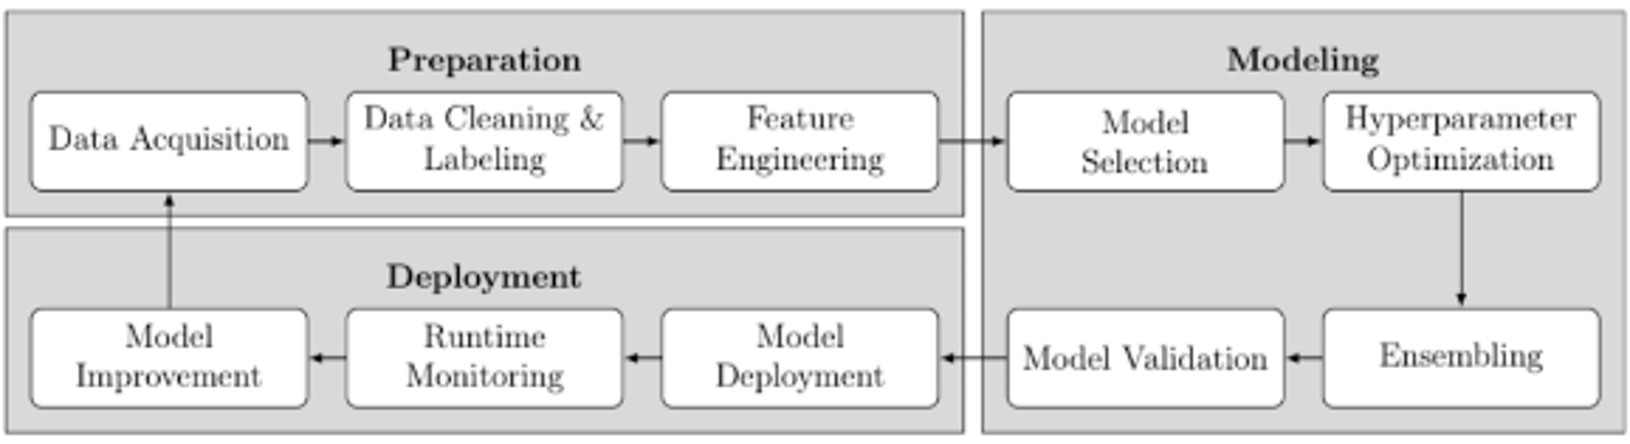 Preparation
Data Acquisition
Data Cleaning &
Labeling
Feature
Engineering
Modeling
Model
Selection
Hyperparameter
Optimization
Ensembling
Model Validation
Deployment
Model
Deployment
Runtime
Monitoring
Model
Improvement